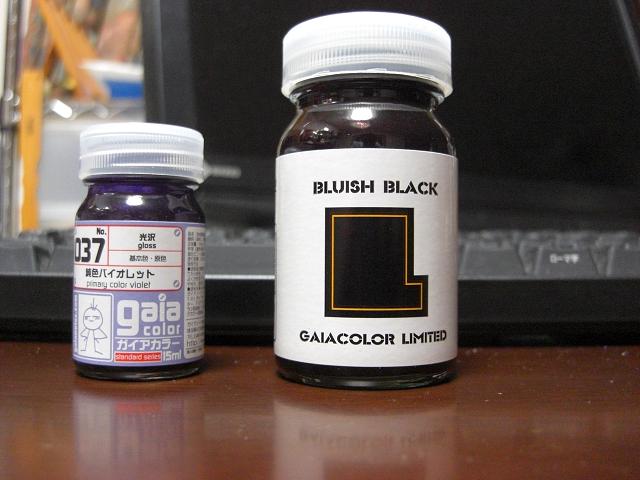 No.
037
光沢
gloss
基本色・原色
純色バイオレット
primary color violet
gaia
color
ガイアカラー
standard series
15ml
BLUISH BLACK
GAIACOLOR LIMITED
ローマ字